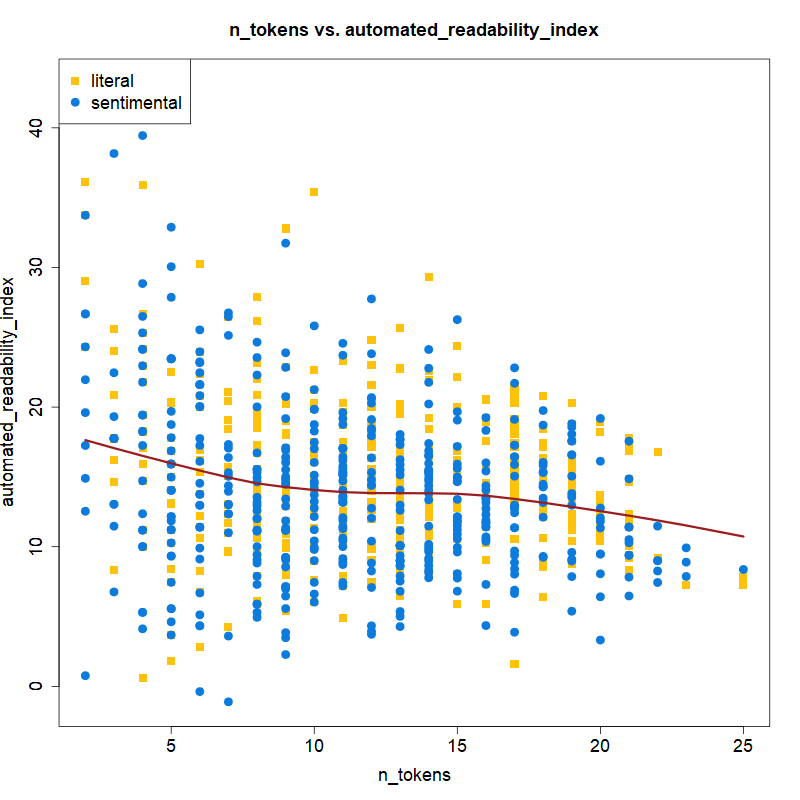 n_tokens vs. automated_readability_index
literal
sentimental
automated_readability_index
40
30
20
10
0
5
10
15
20
25
n_tokens